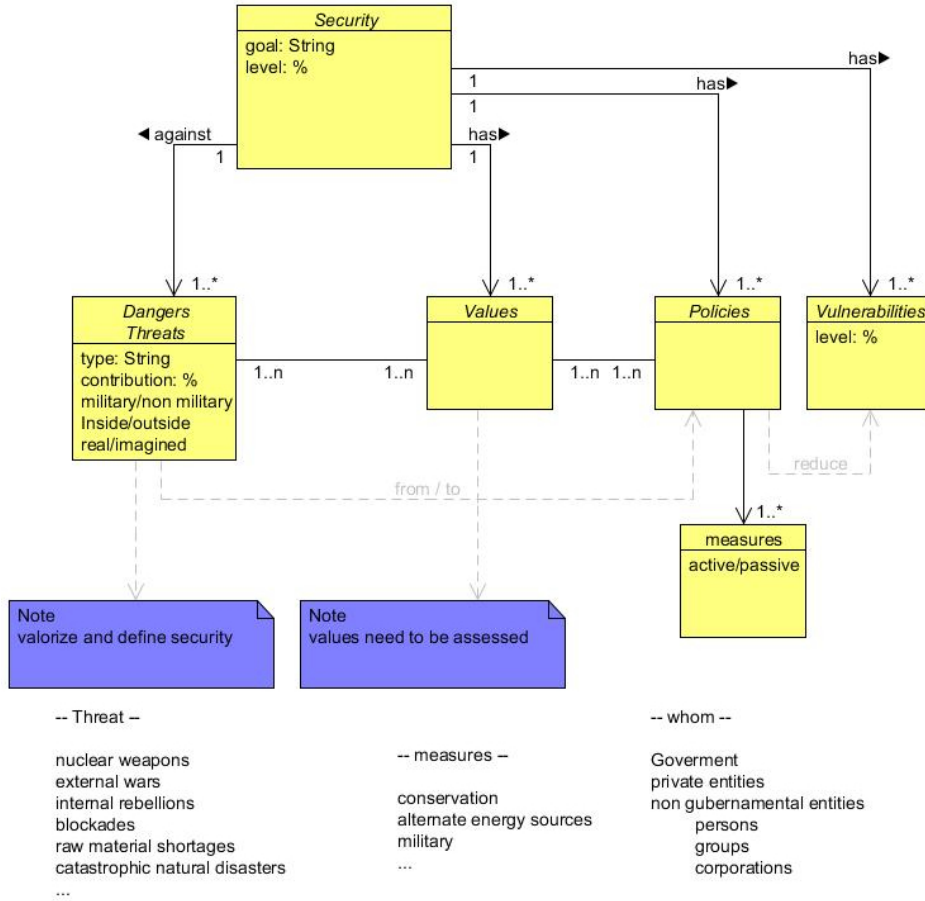 Security
goal: String
level: %
has▶
1
has▶
1
◀ against
1
has▶
1
1..*
1..*
1..*
1..*
Dangers
Threats
type: String
contribution: %
military/non military
Inside/outside
real/imagined
Values
Policies
Vulnerabilities
level: %
1..n
1..n
1..n
1..n
reduce
from / to
1..*
measures
active/passive
Note
valorize and define security
Note
values need to be assessed
-- Threat --
nuclear weapons
external wars
internal rebellions
blockades
raw material shortages
catastrophic natural disasters
...
-- measures --
conservation
alternate energy sources
military
...
-- whom --
Goverment
private entities
non gubernamental entities
persons
groups
corporations